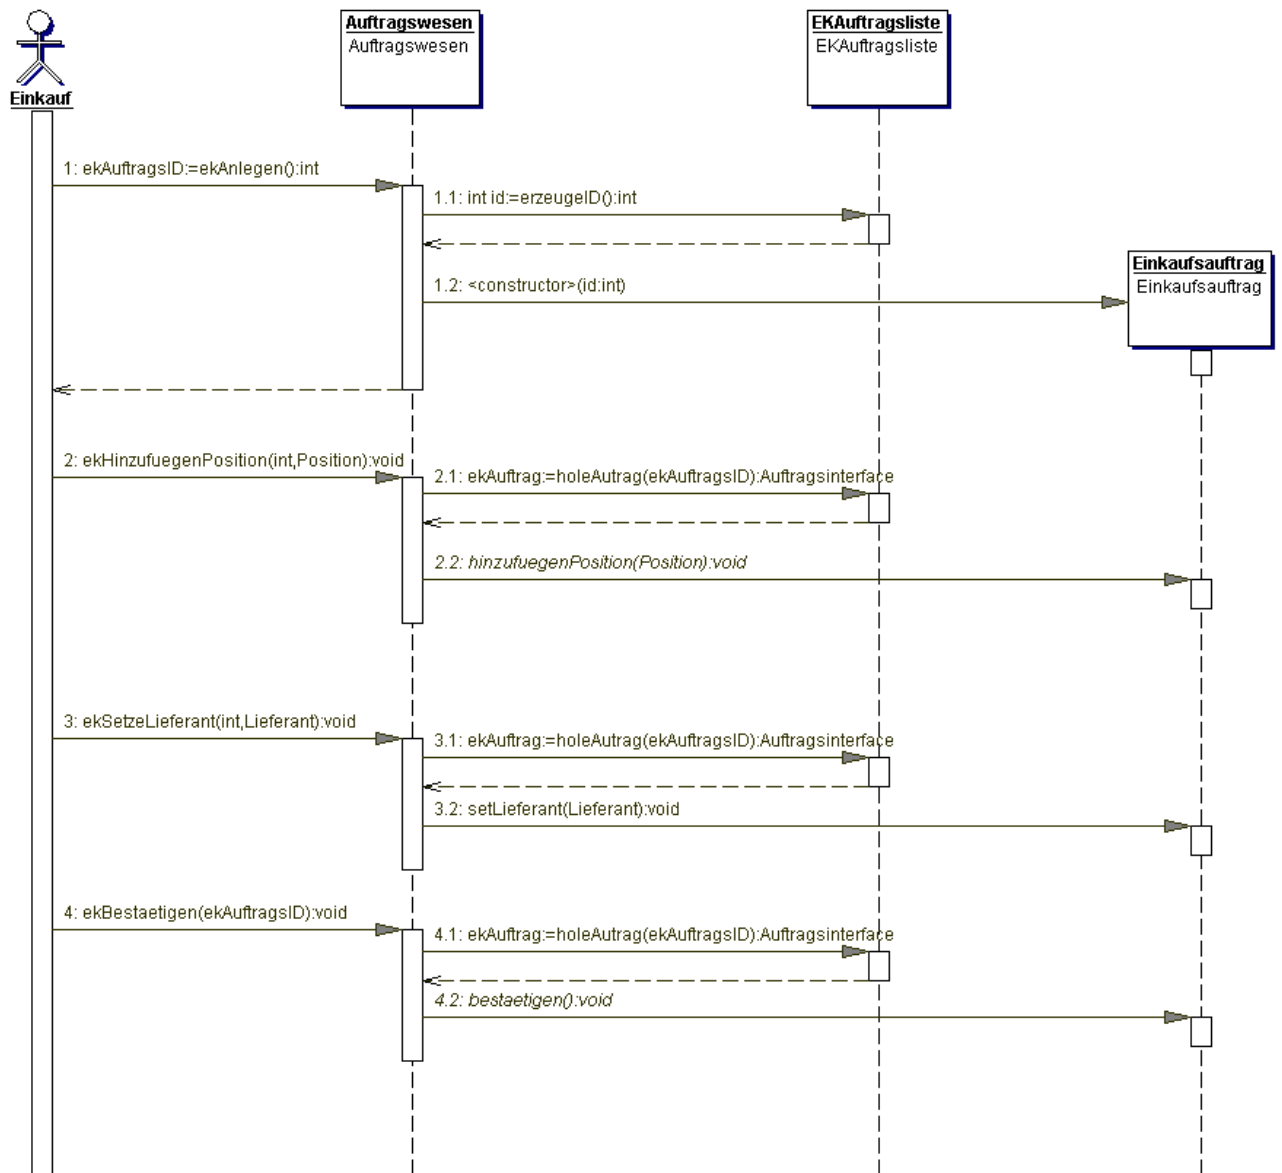 Einkauf
Auftragswesen
Auftragswesen
EKAuftragsliste
EKAuftragsliste
1: ekAuftragsID:=ekAnlegen():int
1.1: int id:=erzeugeID():int
Einkaufsauftrag
Einkaufsauftrag
1.2: <constructor>(id:int)
2: ekHinzufuegenPosition(int,Position):void
2.1: ekAuftrag:=holeAutrag(ekAuftragsID):Auftragsinterface
2.2: hinzufuegenPosition(Position):void
3: ekSetzeLieferant(int,Lieferant):void
3.1: ekAuftrag:=holeAutrag(ekAuftragsID):Auftragsinterface
3.2: setLieferant(Lieferant):void
4: ekBestaetigen(ekAuftragsID):void
4.1: ekAuftrag:=holeAutrag(ekAuftragsID):Auftragsinterface
4.2: bestaetigen():void